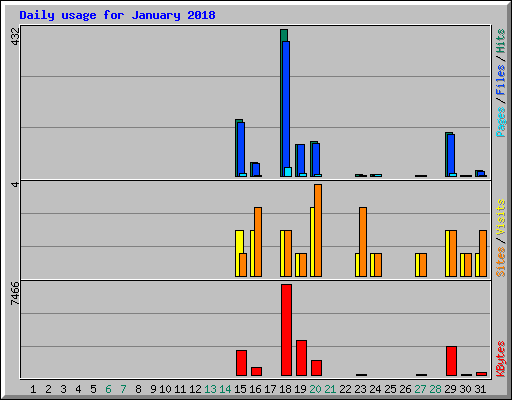 Daily usage for January 2018
432
4
7466
Pages/Files/Hits
Sites/Visits
KBytes
1 2 3 4 5 6 7 8 9 10 11 12 13 14 15 16 17 18 19 20 21 22 23 24 25 26 27 28 29 30 31